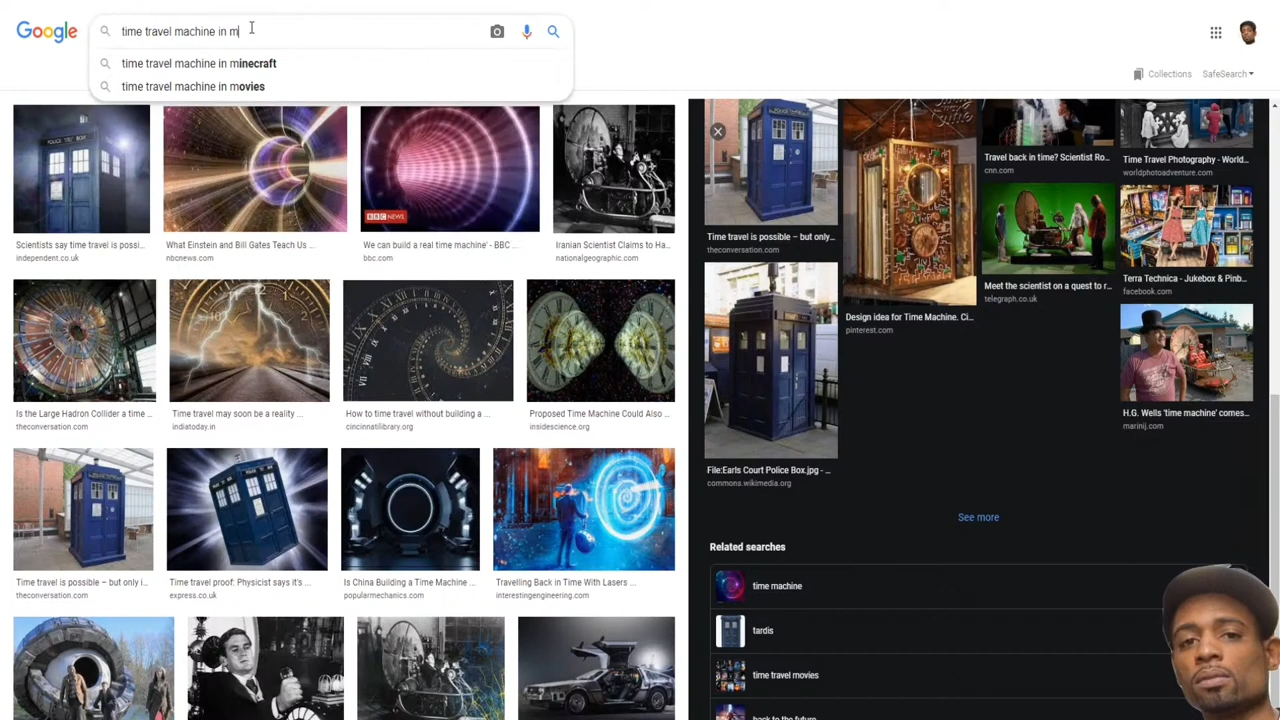 Google
time travel machine in m
time travel machine in minecraft
time travel machine in movies
Collections
SafeSearch
POLICE BOX
BBC NEWS
Scientists say time travel is possi...
independent.co.uk
What Einstein and Bill Gates Teach Us ...
nbcnews.com
We can build a real time machine' - BBC ...
bbc.com
Iranian Scientist Claims to Ha...
nationalgeographic.com
Is the Large Hadron Collider a time ...
theconversation.com
Time travel may soon be a reality ...
indiatoday.in
How to time travel without building a ...
cincinnatilibrary.org
Proposed Time Machine Could Also ...
insidescience.org
Time travel is possible – but only i...
theconversation.com
Time travel proof: Physicist says it's ...
express.co.uk
Is China Building a Time Machine ...
popularmechanics.com
Travelling Back in Time With Lasers ...
interestingengineering.com
Time travel is possible – but only...
theconversation.com
Design idea for Time Machine. Ci...
pinterest.com
Travel back in time? Scientist Ro...
cnn.com
Time Travel Photography - World...
worldphotoadventure.com
Meet the scientist on a quest to r...
telegraph.co.uk
Terra Technica - Jukebox & Pinb...
facebook.com
File:Earls Court Police Box.jpg - ...
commons.wikimedia.org
H.G. Wells 'time machine' comes...
marinij.com
See more
Related searches
time machine
tardis
time travel movies
back to the future